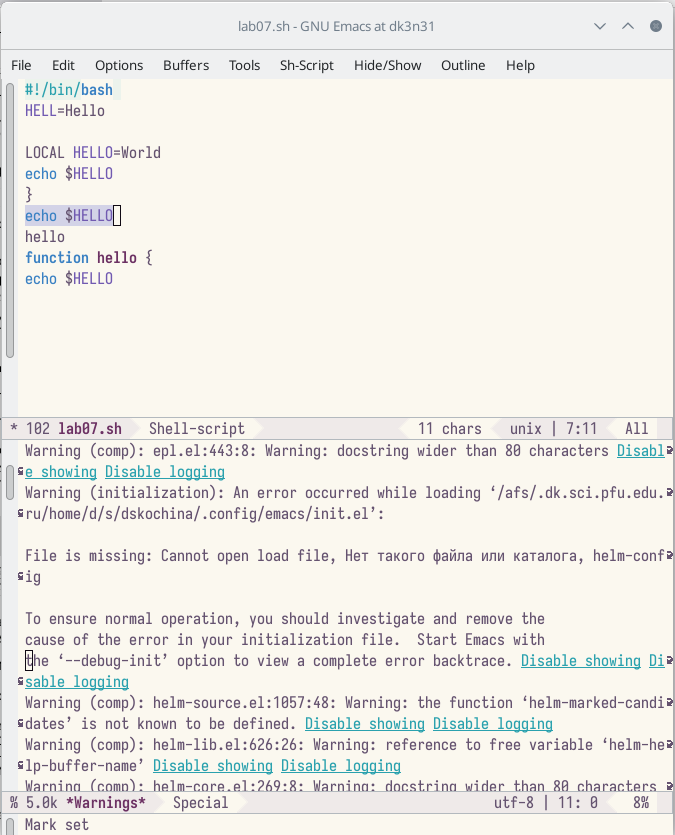 lab07.sh - GNU Emacs at dk3n31
File Edit Options Buffers Tools Sh-Script Hide/Show Outline Help
#!/bin/bash
HELL=Hello
LOCAL HELLO=World
echo $HELLO
}
echo $HELLO
hello
function hello {
echo $HELLO
* 102 lab07.sh Shell-script 11 chars unix | 7:11 All
Warning (comp): epl.el:443:8: Warning: docstring wider than 80 characters Disabl
e showing Disable logging
Warning (initialization): An error occurred while loading ‘/afs/.dk.sci.pfu.edu.
ru/home/d/s/dskochina/.config/emacs/init.el’:
File is missing: Cannot open load file, Нет такого файла или каталога, helm-conf
ig
To ensure normal operation, you should investigate and remove the
cause of the error in your initialization file.  Start Emacs with
the ‘--debug-init’ option to view a complete error backtrace. Disable showing Di
sable logging
Warning (comp): helm-source.el:1057:48: Warning: the function ‘helm-marked-candi
dates’ is not known to be defined. Disable showing Disable logging
Warning (comp): helm-lib.el:626:26: Warning: reference to free variable ‘helm-he
lp-buffer-name’ Disable showing Disable logging
Warning (comp): helm-core.el:269:8: Warning: docstring wider than 80 characters
% 5.0k *Warnings* Special utf-8 | 11: 0 8%
Mark set